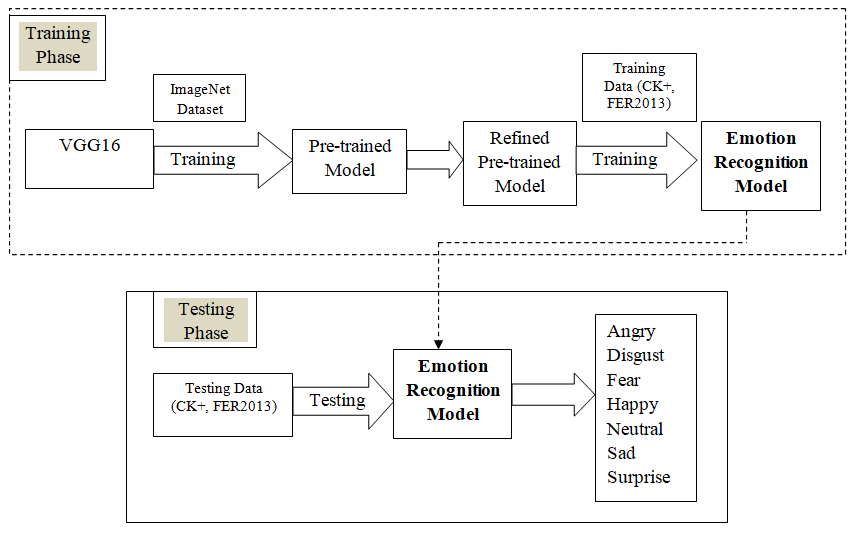 Training
Phase
ImageNet
Dataset
Training
Data (CK+,
FER2013)
VGG16
Training
Pre-trained
Model
Refined
Pre-trained
Model
Training
Emotion
Recognition
Model
Testing
Phase
Testing Data
(CK+, FER2013)
Testing
Emotion
Recognition
Model
Angry
Disgust
Fear
Happy
Neutral
Sad
Surprise